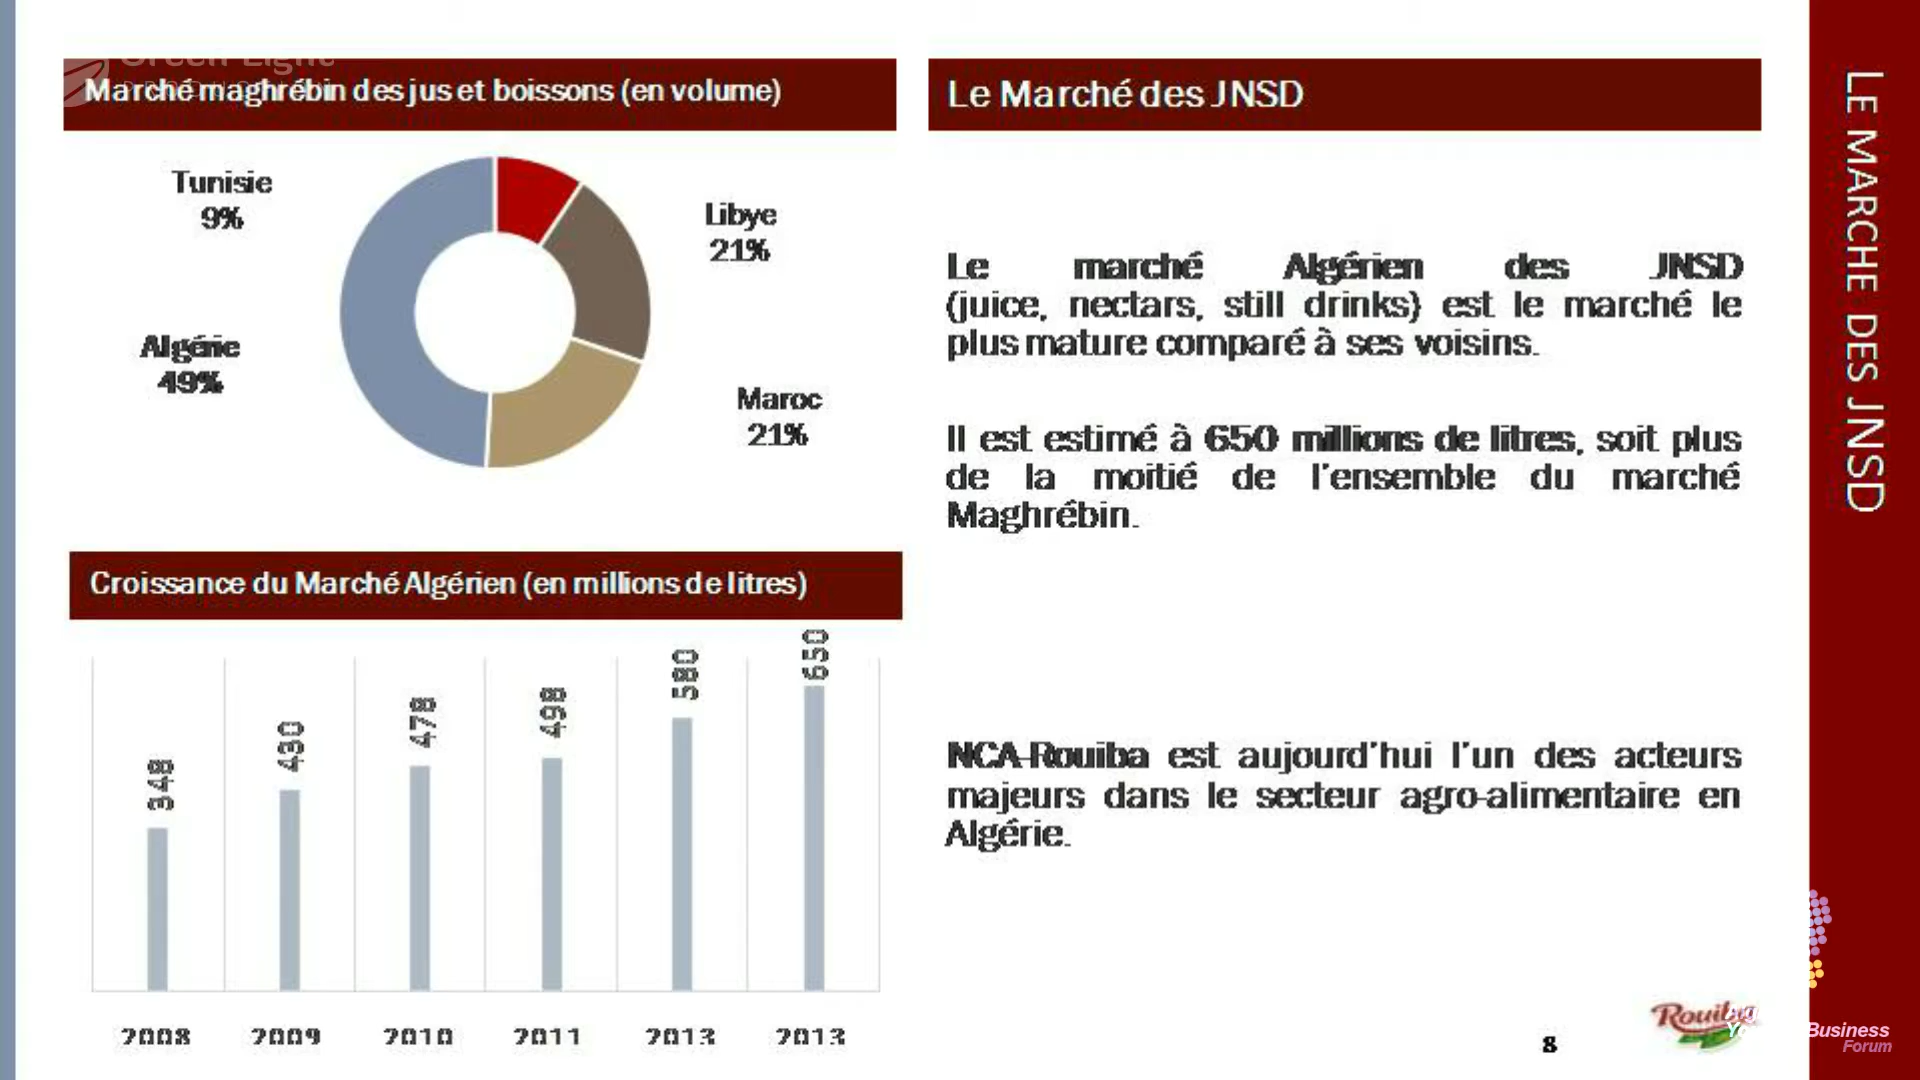 Green Light
Marché maghrébin des jus et boissons (en volume)
Tunisie
9%
Libye
21%
Algérie
49%
Maroc
21%
Croissance du Marché Algérien (en millions de litres)
348
430
478
498
580
650
2008
2009
2010
2011
2013
2013
Le Marché des JNSD
Le marché Algérien des JNSD
(juice, nectars, still drinks) est le marché le
plus mature comparé à ses voisins.
Il est estimé à 650 millions de litres, soit plus
de la moitié de l'ensemble du marché
Maghrébin.
NCA-Rouiba est aujourd'hui l'un des acteurs
majeurs dans le secteur agro-alimentaire en
Algérie.
8
Rouiba
Business
Forum
LE MARCHE DES JNSD